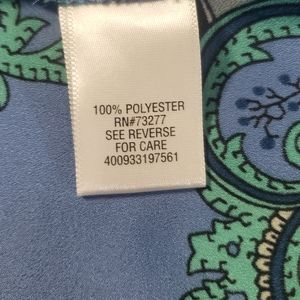 100% POLYESTER
RN#73277
SEE REVERSE
FOR CARE
400933197561